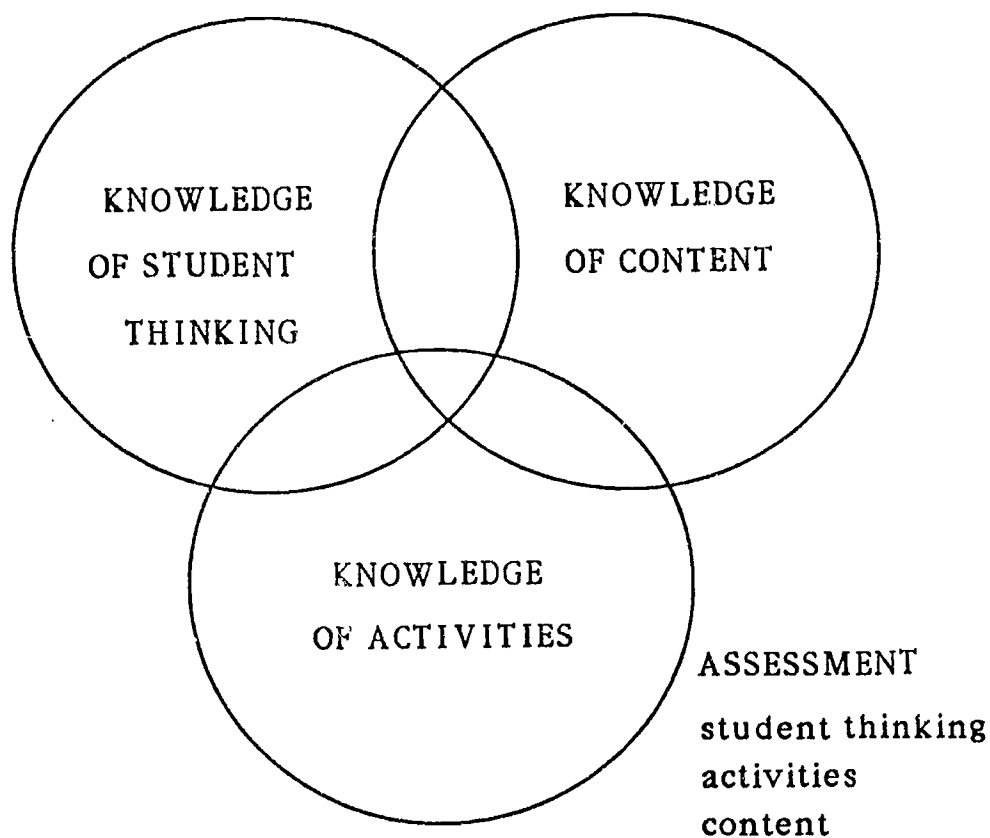 KNOWLEDGE
OF STUDENT
THINKING
KNOWLEDGE
OF CONTENT
KNOWLEDGE
OF ACTIVITIES
ASSESSMENT
student thinking
activities
content